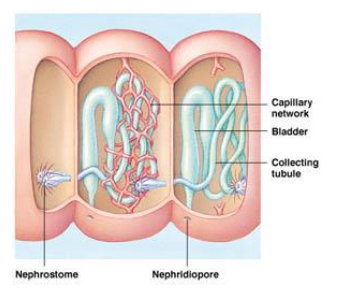 Capillary
network
Bladder
Collecting
tubule
Nephrostome
Nephridiopore